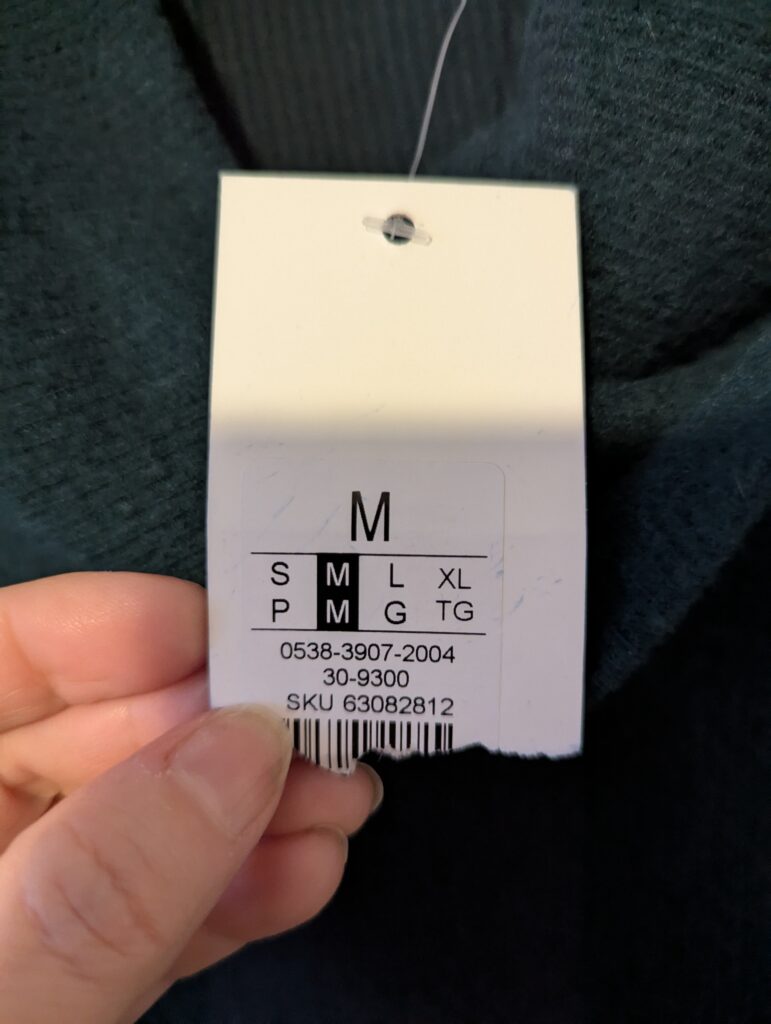 M
S M L XL
P M G TG
0538-3907-2004
30-9300
SKU 63082812